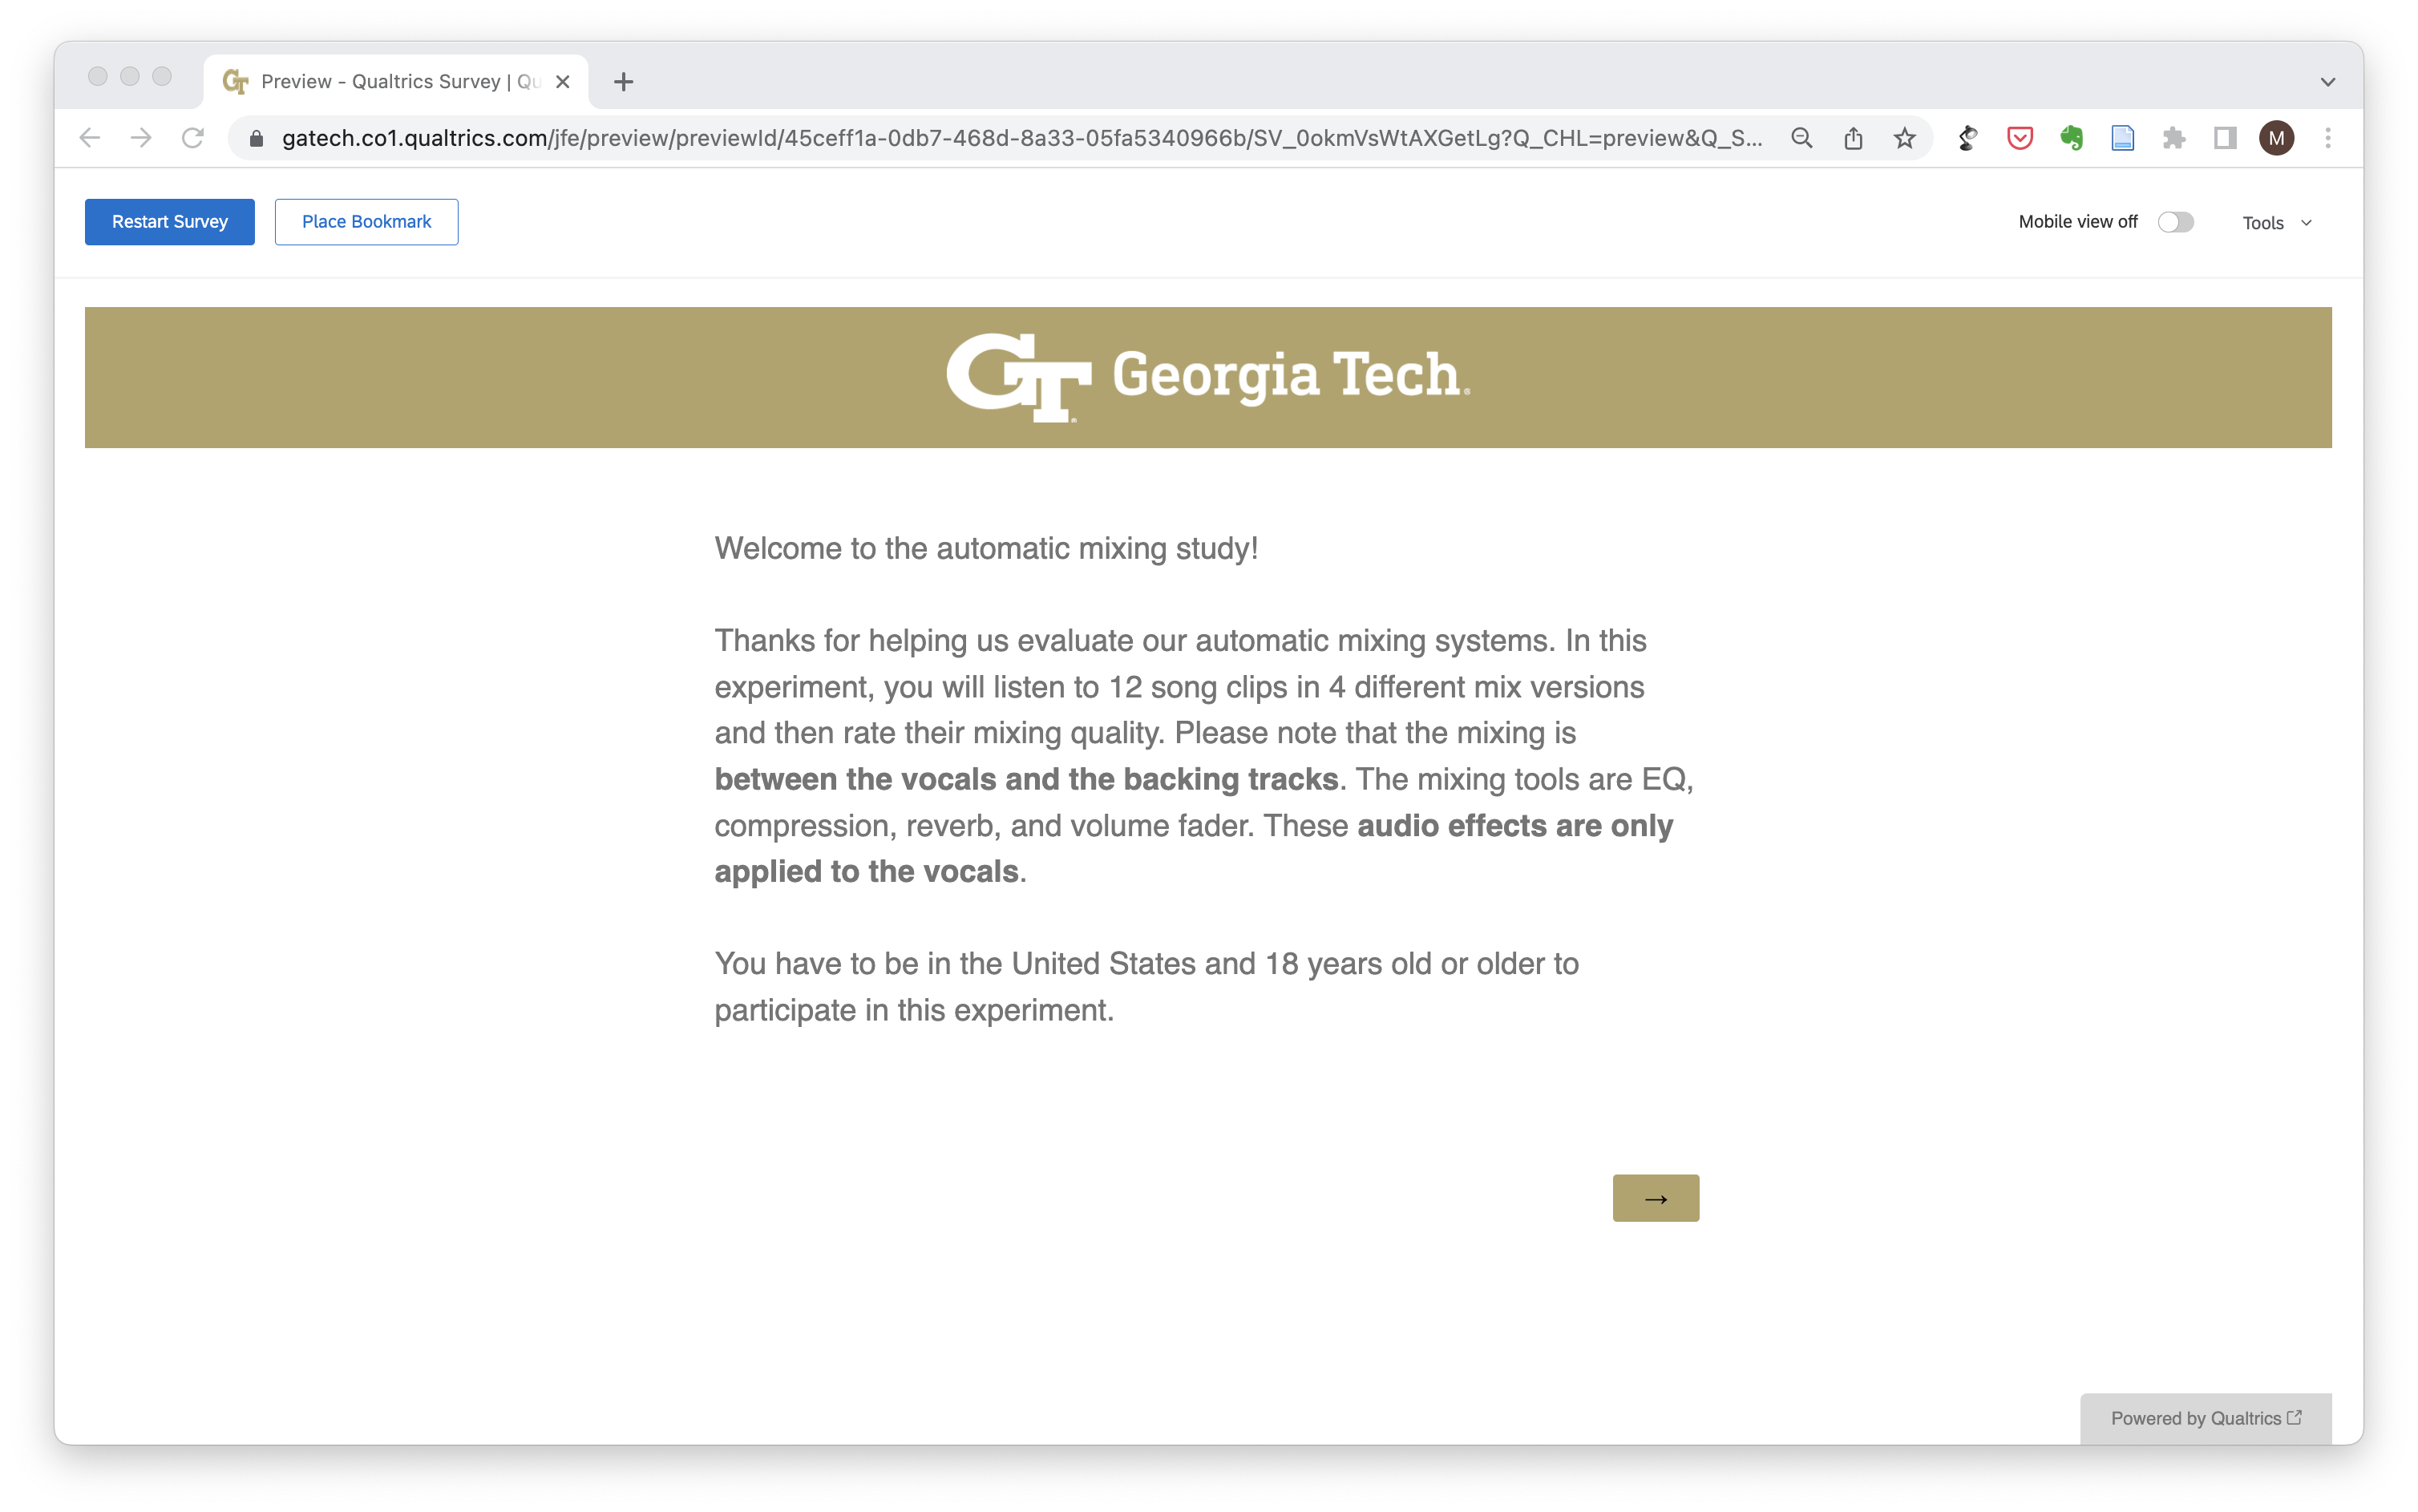 Preview - Qualtrics Survey | Qu
gatech.co1.qualtrics.com/jfe/preview/previewId/45ceff1a-0db7-468d-8a33-05fa5340966b/SV_0okmVsWtAXGetLg?Q_CHL=preview&Q_S...
M
Restart Survey
Place Bookmark
Mobile view off
Tools
GT Georgia Tech®
Welcome to the automatic mixing study!
Thanks for helping us evaluate our automatic mixing systems. In this
experiment, you will listen to 12 song clips in 4 different mix versions
and then rate their mixing quality. Please note that the mixing is
between the vocals and the backing tracks. The mixing tools are EQ,
compression, reverb, and volume fader. These audio effects are only
applied to the vocals.
You have to be in the United States and 18 years old or older to
participate in this experiment.
→
Powered by Qualtrics